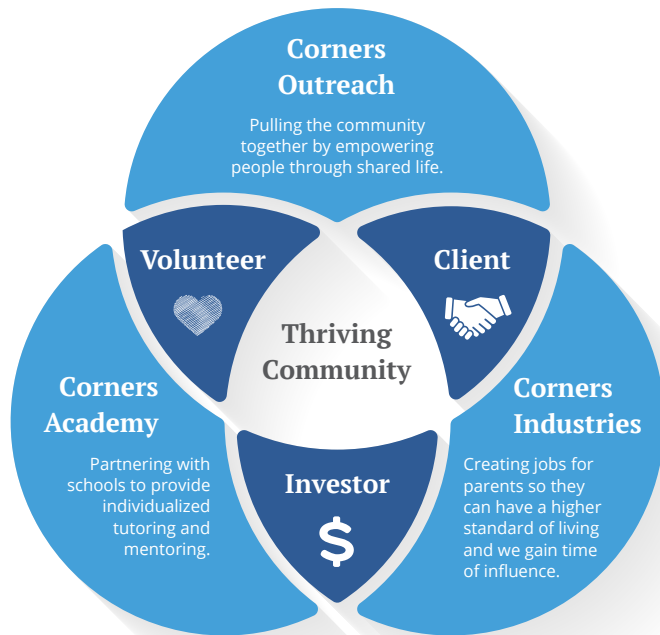 Corners
Outreach
Pulling the community
together by empowering
people through shared life.
Volunteer
Client
Thriving
Community
Corners
Academy
Partnering with
schools to provide
individualized
tutoring and
mentoring.
Investor
$
Corners
Industries
Creating jobs for
parents so they
can have a higher
standard of living
and we gain time
of influence.